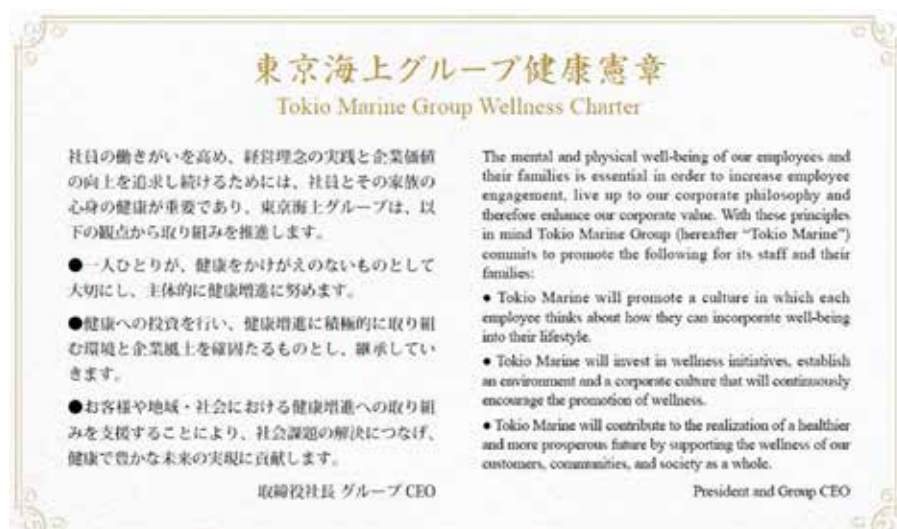 東京海上グループ健康憲章
Tokio Marine Group Wellness Charter
社員の働きがいを高め、経営理念の実践と企業価値
の向上を追求し続けるためには、社員とその家族の
心身の健康が重要であり、東京海上グループは、以
下の観点から取り組みを推進します。
●一人ひとりが、健康をかけがえのないものとして
大切にし、主体的に健康増進に努めます。
●健康への投資を行い、健康増進に積極的に取り組
む環境と企業風土を確固たるものとし、継承してい
きます。
●お客様や地域・社会における健康増進への取り組
みを支援することにより、社会課題の解決につなげ、
健康で豊かな未来の実現に貢献します。
取締役社長 グループ CEO
The mental and physical well-being of our employees and
their families is essential in order to increase employee
engagement, live up to our corporate philosophy and
therefore enhance our corporate value. With these principles
in mind Tokio Marine Group (hereafter “Tokio Marine”)
commits to promote the following for its staff and their
families:
● Tokio Marine will promote a culture in which each
employee thinks about how they can incorporate well-being
into their lifestyle.
● Tokio Marine will invest in wellness initiatives, establish
an environment and a corporate culture that will continuously
encourage the promotion of wellness.
● Tokio Marine will contribute to the realization of a healthier
and more prosperous future by supporting the wellness of our
customers, communities, and society as a whole.
President and Group CEO